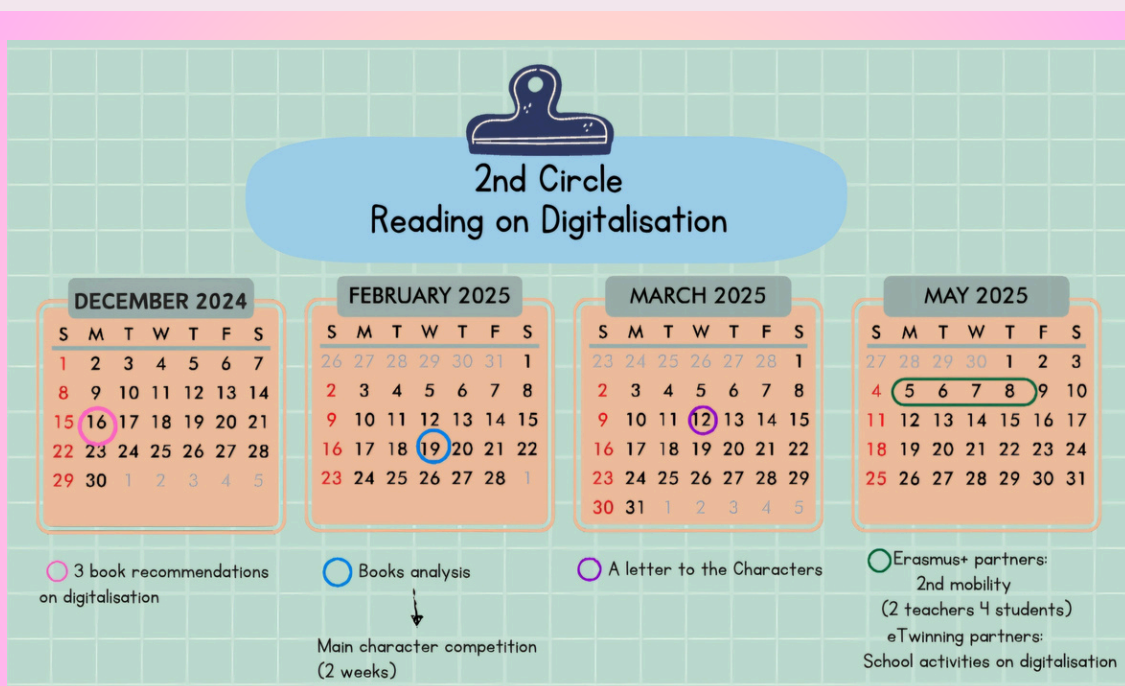 2nd Circle
Reading on Digitalisation
DECEMBER 2024
S M T W T F S
1 2 3 4 5 6 7
8 9 10 11 12 13 14
15 16 17 18 19 20 21
22 23 24 25 26 27 28
29 30 1 2 3 4 5
3 book recommendations
on digitalisation
FEBRUARY 2025
S M T W T F S
26 27 28 29 30 31 1
2 3 4 5 6 7 8
9 10 11 12 13 14 15
16 17 18 19 20 21 22
23 24 25 26 27 28 1
Books analysis
Main character competition
(2 weeks)
MARCH 2025
S M T W T F S
23 24 25 26 27 28 1
2 3 4 5 6 7 8
9 10 11 12 13 14 15
16 17 18 19 20 21 22
23 24 25 26 27 28 29
30 31 1 2 3 4 5
A letter to the Characters
MAY 2025
S M T W T F S
27 28 29 30 1 2 3
4 5 6 7 8 9 10
11 12 13 14 15 16 17
18 19 20 21 22 23 24
25 26 27 28 29 30 31
Erasmus+ partners:
2nd mobility
(2 teachers 4 students)
eTwinning partners:
School activities on digitalisation